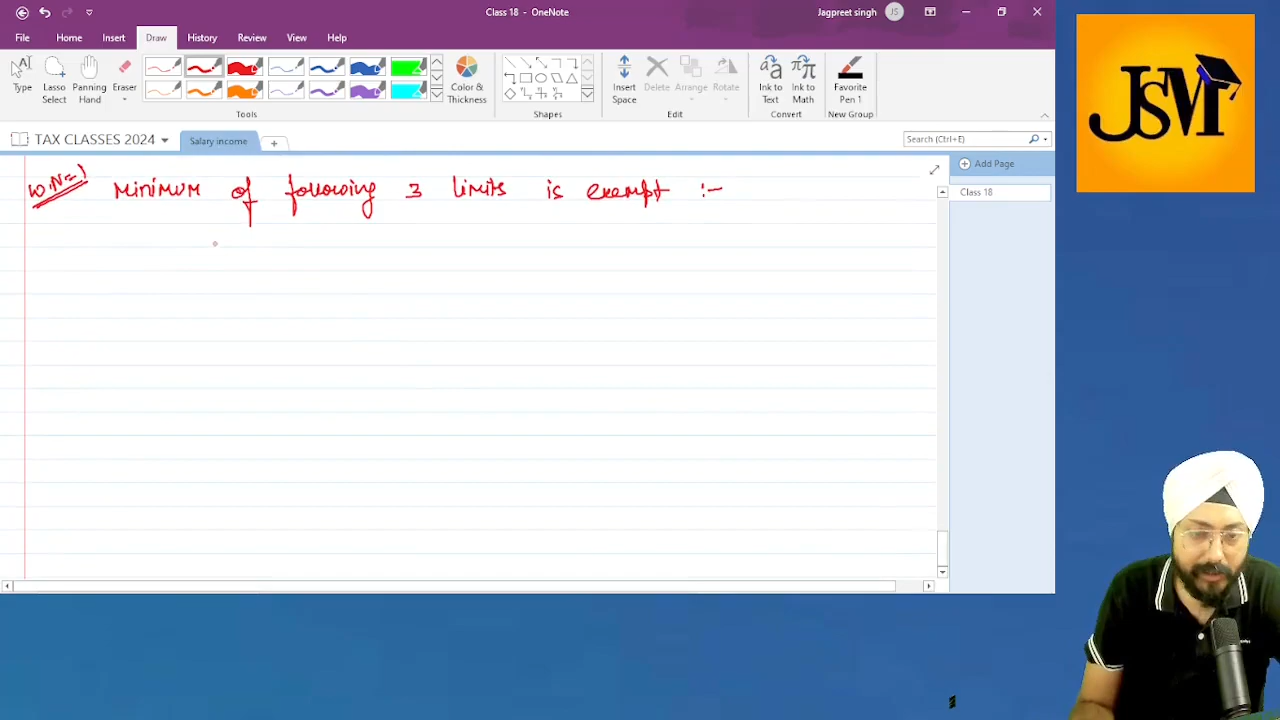 Class 18 - OneNote
Jagpreet singh JS
File Home Insert Draw History Review View Help
Type Lasso Select Panning Hand Eraser Color & Thickness Insert Space Delete Arrange Rotate Ink to Text Ink to Math Favorite Pen 1
Tools Shapes Edit Convert New Group
TAX CLASSES 2024 Salary income + Search (Ctrl+E)
Add Page
Class 18
W.N=1 Minimum of following 3 limits is exempt :-
JSM